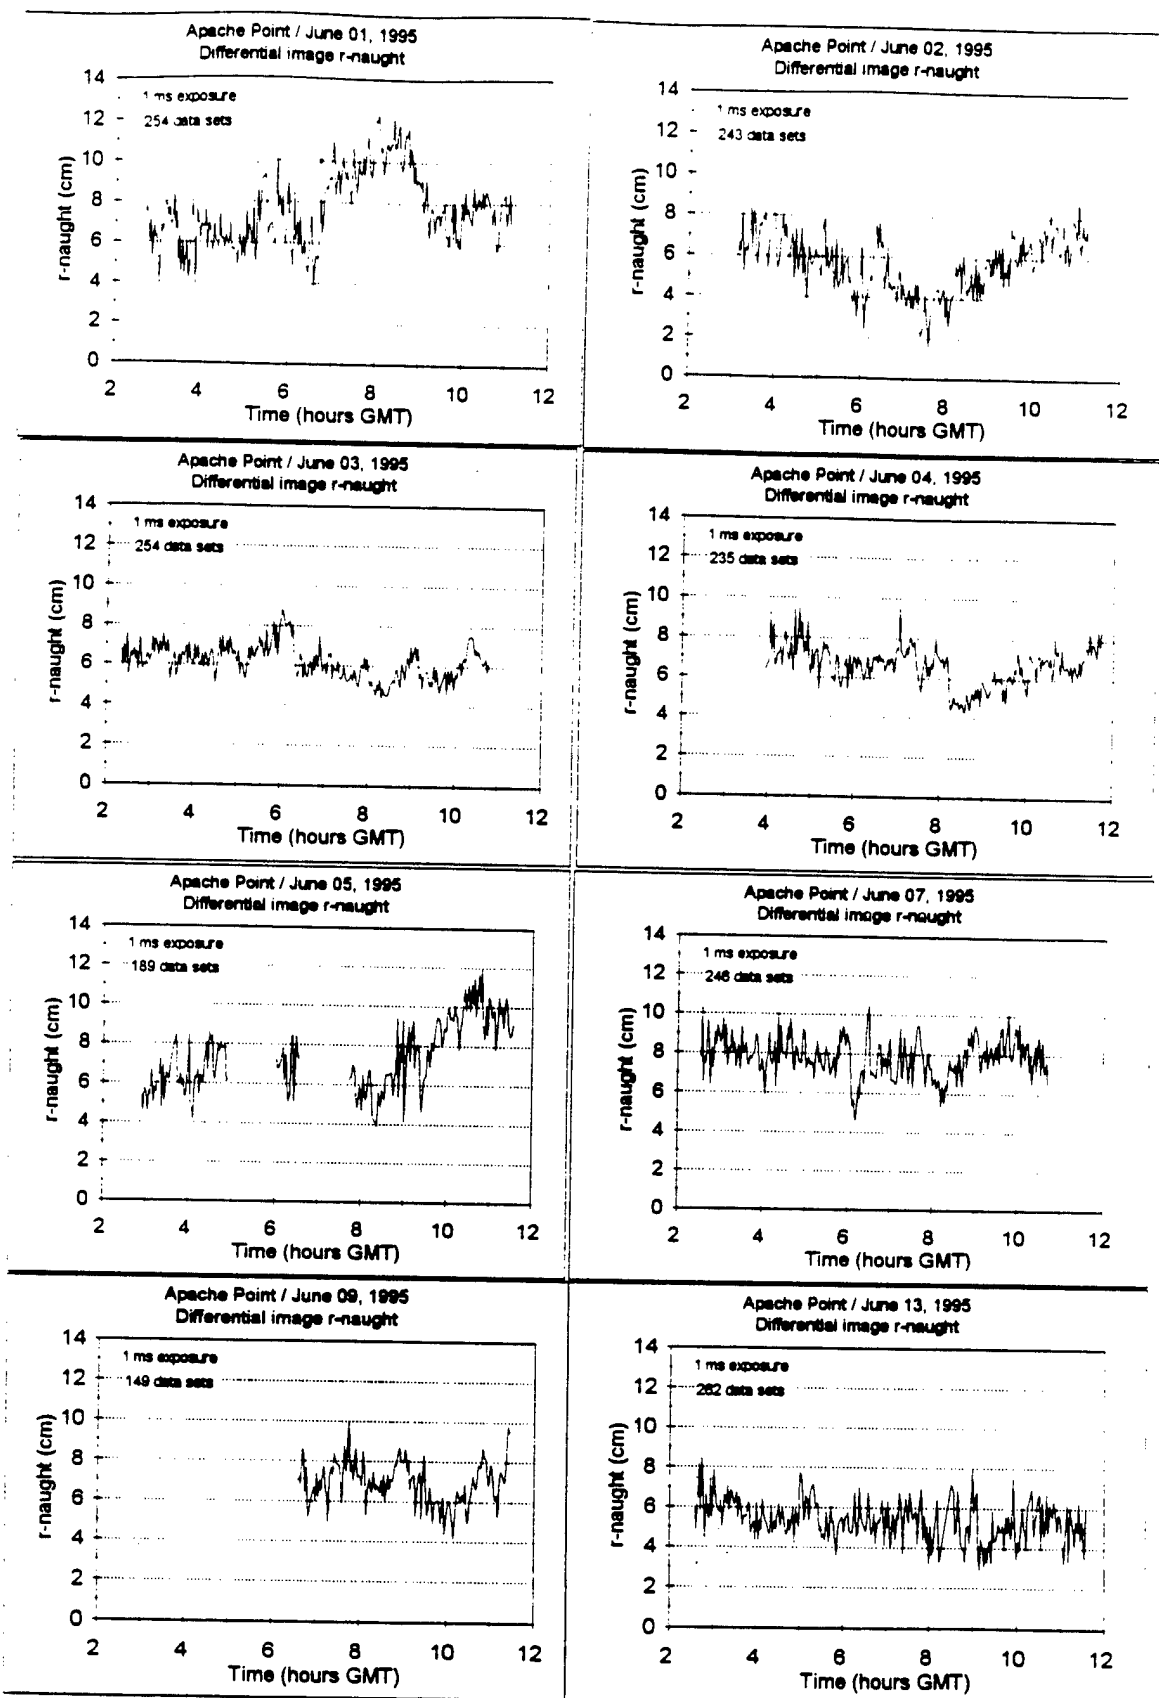 Apache Point / June 01, 1995
Differential image r-naught
1 ms exposure
254 data sets
r-naught (cm)
14
12
10
8
6
4
2
0
2 4 6 8 10 12
Time (hours GMT)
Apache Point / June 02, 1995
Differential image r-naught
1 ms exposure
243 data sets
r-naught (cm)
14
12
10
8
6
4
2
0
2 4 6 8 10 12
Time (hours GMT)
Apache Point / June 03, 1995
Differential image r-naught
1 ms exposure
254 data sets
r-naught (cm)
14
12
10
8
6
4
2
0
2 4 6 8 10 12
Time (hours GMT)
Apache Point / June 04, 1995
Differential image r-naught
1 ms exposure
235 data sets
r-naught (cm)
14
12
10
8
6
4
2
0
2 4 6 8 10 12
Time (hours GMT)
Apache Point / June 05, 1995
Differential image r-naught
1 ms exposure
189 data sets
r-naught (cm)
14
12
10
8
6
4
2
0
2 4 6 8 10 12
Time (hours GMT)
Apache Point / June 07, 1995
Differential image r-naught
1 ms exposure
246 data sets
r-naught (cm)
14
12
10
8
6
4
2
0
2 4 6 8 10 12
Time (hours GMT)
Apache Point / June 09, 1995
Differential image r-naught
1 ms exposure
149 data sets
r-naught (cm)
14
12
10
8
6
4
2
0
2 4 6 8 10 12
Time (hours GMT)
Apache Point / June 13, 1995
Differential image r-naught
1 ms exposure
262 data sets
r-naught (cm)
14
12
10
8
6
4
2
0
2 4 6 8 10 12
Time (hours GMT)